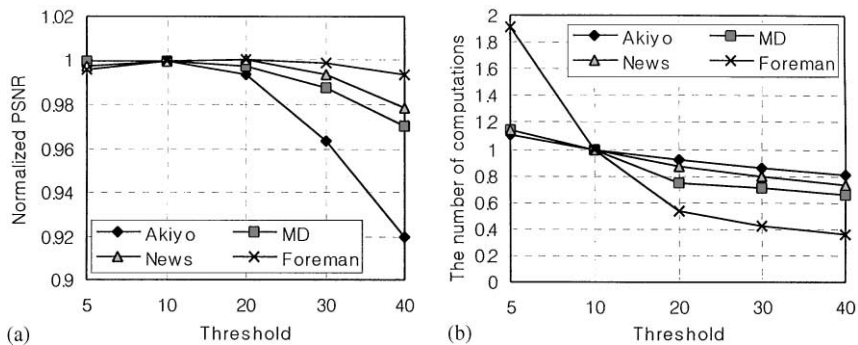 1.02
1
0.98
0.96
0.94
0.92
0.9
Normalized PSNR
Akiyo
MD
News
Foreman
5
10
20
30
40
Threshold
(a)
2
1.8
1.6
1.4
1.2
1
0.8
0.6
0.4
0.2
0
The number of computations
Akiyo
MD
News
Foreman
5
10
20
30
40
Threshold
(b)